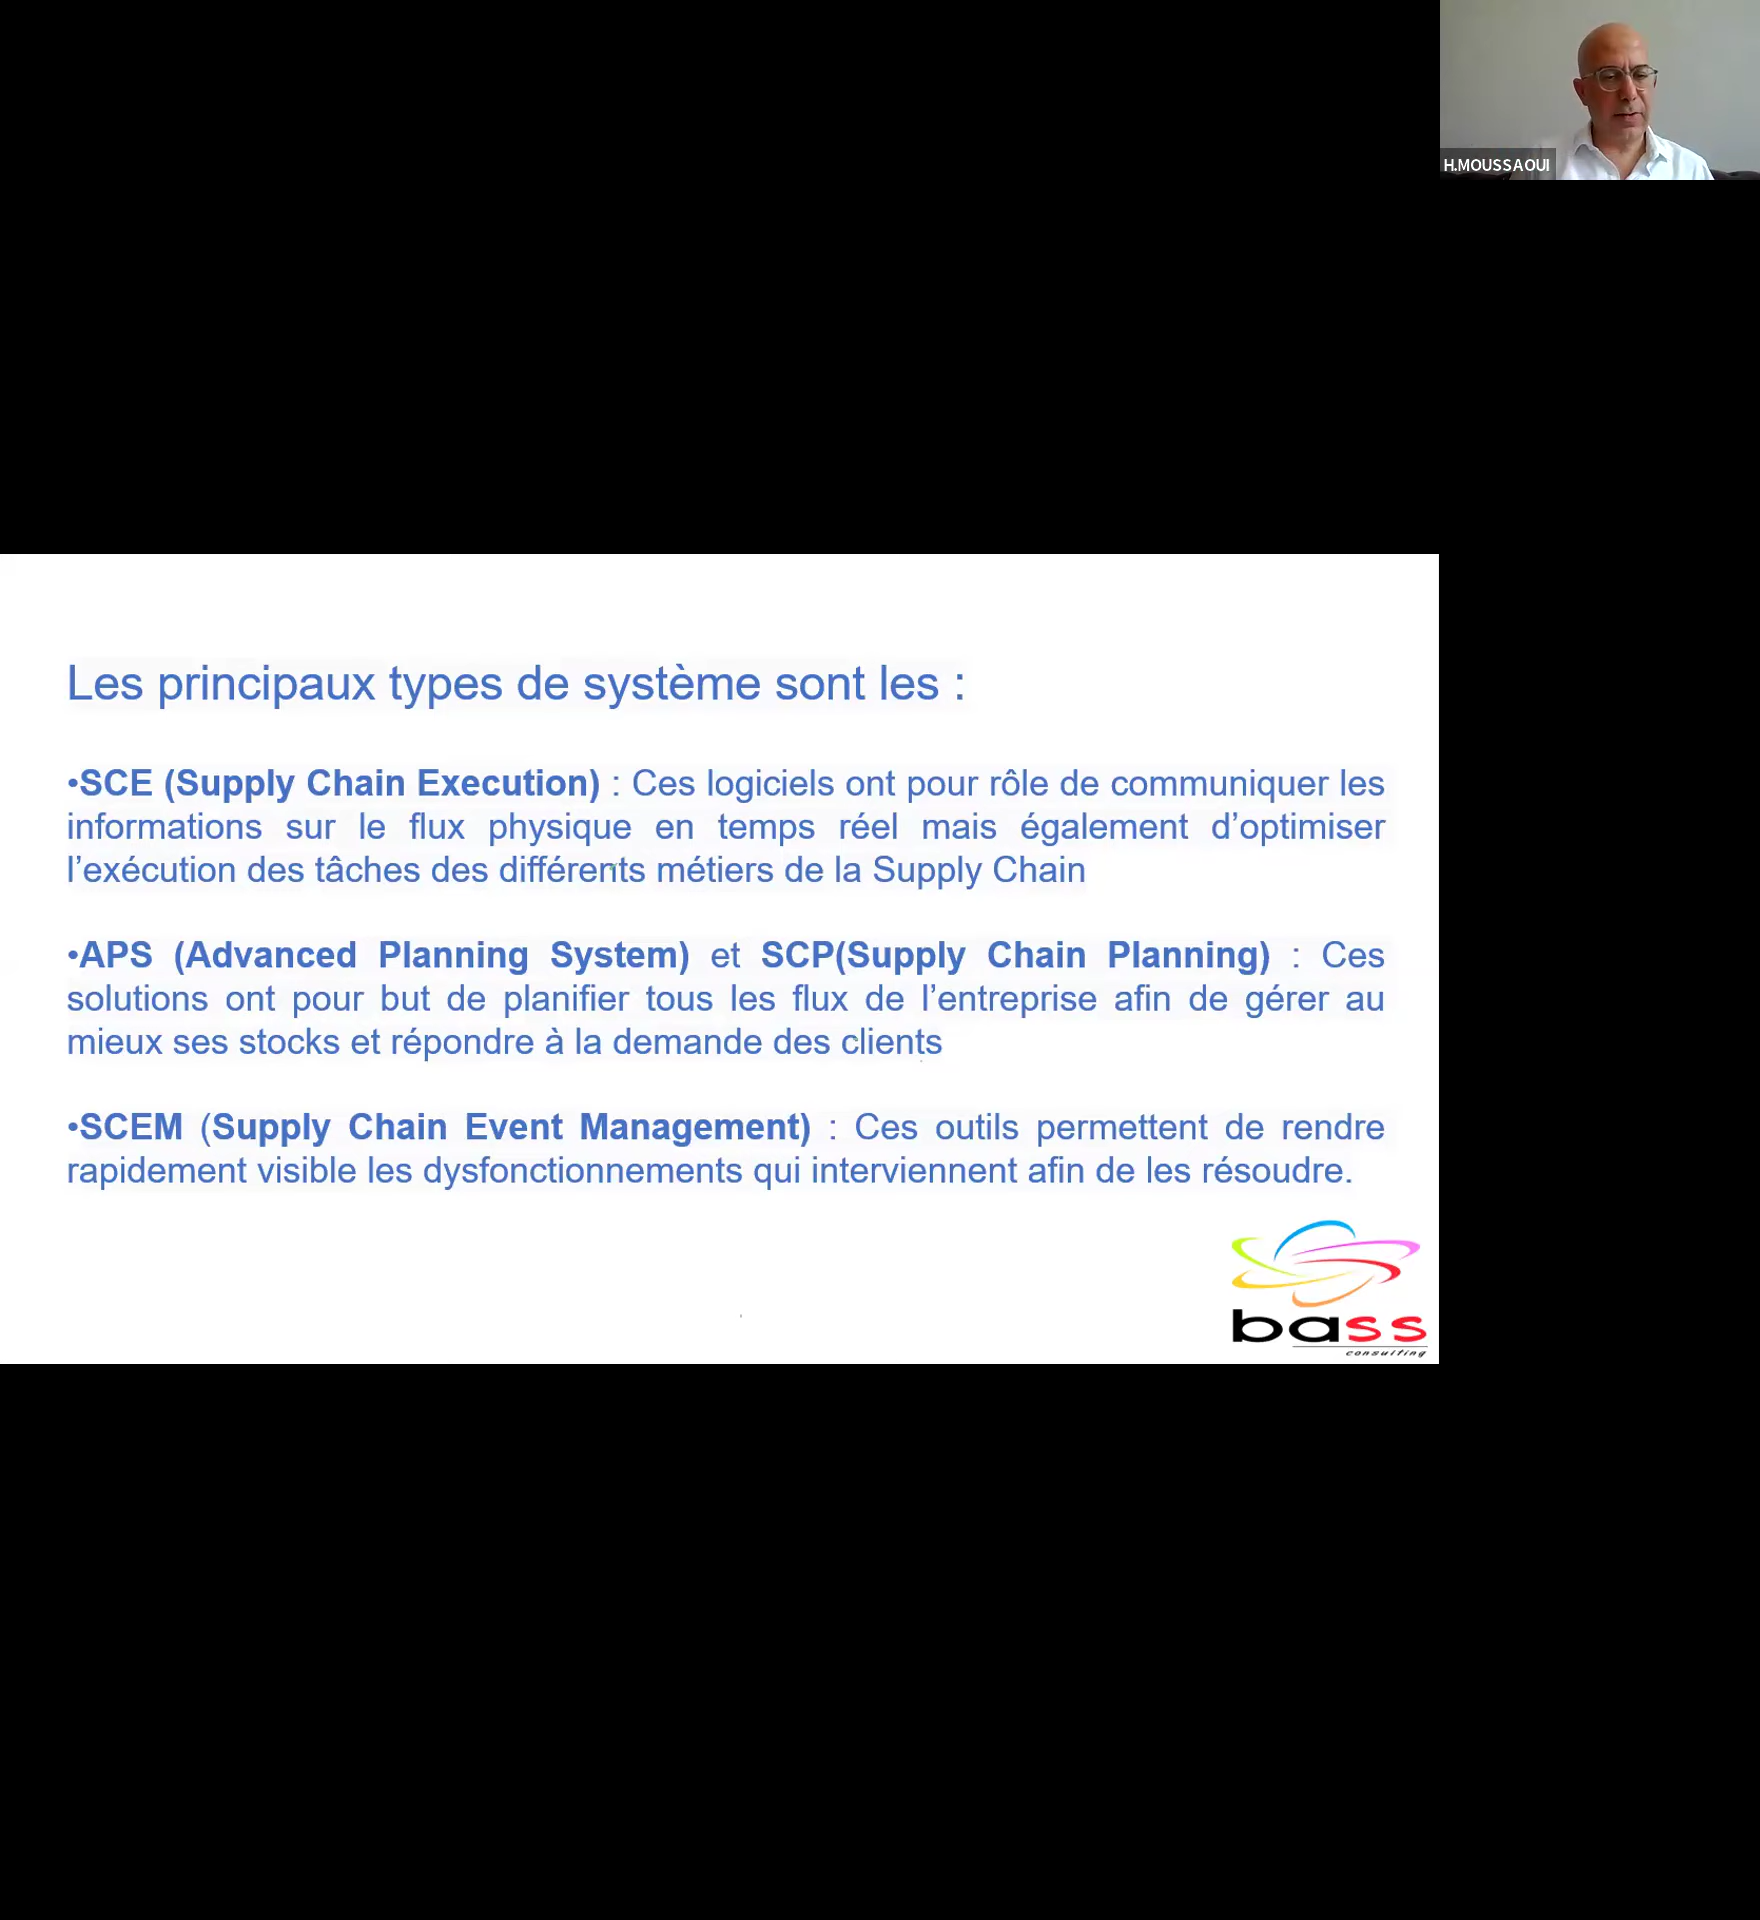 H.MOUSSAOUI
Les principaux types de système sont les :
•SCE (Supply Chain Execution) : Ces logiciels ont pour rôle de communiquer les
informations sur le flux physique en temps réel mais également d’optimiser
l’exécution des tâches des différents métiers de la Supply Chain
•APS (Advanced Planning System) et SCP(Supply Chain Planning) : Ces
solutions ont pour but de planifier tous les flux de l’entreprise afin de gérer au
mieux ses stocks et répondre à la demande des clients
•SCEM (Supply Chain Event Management) : Ces outils permettent de rendre
rapidement visible les dysfonctionnements qui interviennent afin de les résoudre.
bass
consulting